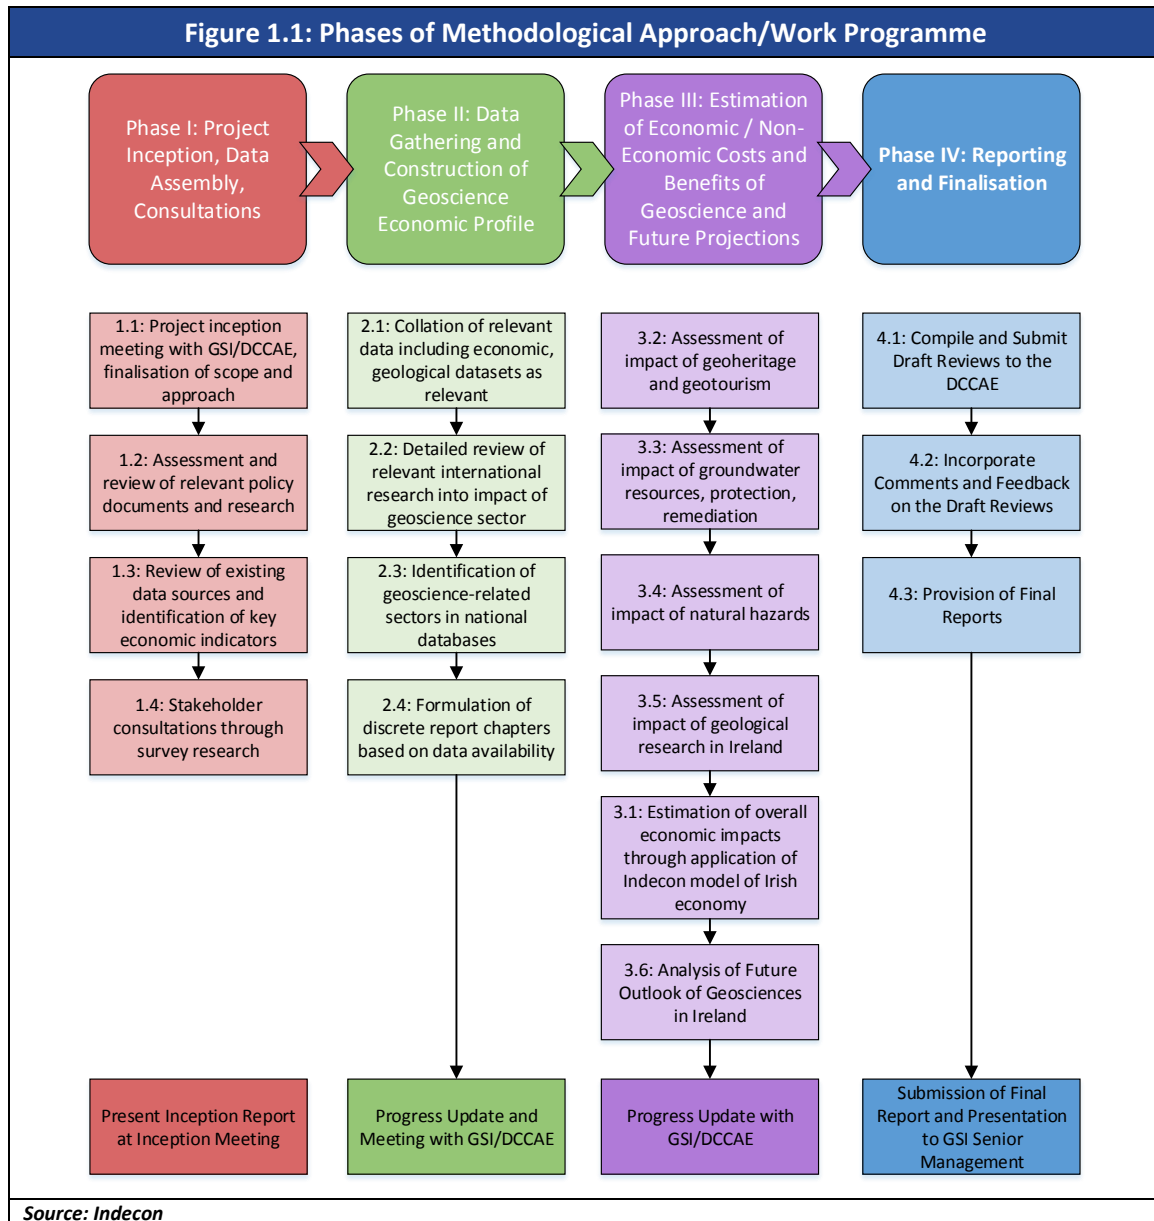 Figure 1.1: Phases of Methodological Approach/Work Programme
Phase I: Project
Inception, Data
Assembly,
Consultations
Phase II: Data
Gathering and
Construction of
Geoscience
Economic Profile
Phase III: Estimation
of Economic / Non-
Economic Costs and
Benefits of
Geoscience and
Future Projections
Phase IV: Reporting
and Finalisation
1.1: Project inception
meeting with GSI/DCCAE,
finalisation of scope and
approach
1.2: Assessment and
review of relevant policy
documents and research
1.3: Review of existing
data sources and
identification of key
economic indicators
1.4: Stakeholder
consultations through
survey research
Present Inception Report
at Inception Meeting
2.1: Collation of relevant
data including economic,
geological datasets as
relevant
2.2: Detailed review of
relevant international
research into impact of
geoscience sector
2.3: Identification of
geoscience-related
sectors in national
databases
2.4: Formulation of
discrete report chapters
based on data availability
Progress Update and
Meeting with GSI/DCCAE
3.2: Assessment of
impact of geoheritage
and geotourism
3.3: Assessment of
impact of groundwater
resources, protection,
remediation
3.4: Assessment of
impact of natural hazards
3.5: Assessment of
impact of geological
research in Ireland
3.1: Estimation of overall
economic impacts
through application of
Indecon model of Irish
economy
3.6: Analysis of Future
Outlook of Geosciences
in Ireland
Progress Update with
GSI/DCCAE
4.1: Compile and Submit
Draft Reviews to the
DCCAE
4.2: Incorporate
Comments and Feedback
on the Draft Reviews
4.3: Provision of Final
Reports
Submission of Final
Report and Presentation
to GSI Senior
Management
Source: Indecon